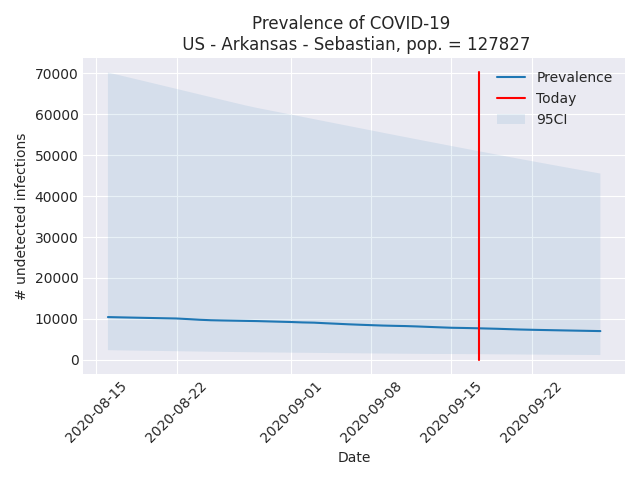 Prevalence of COVID-19
US - Arkansas - Sebastian, pop. = 127827
Prevalence
Today
95CI
# undetected infections
70000
60000
50000
40000
30000
20000
10000
0
2020-08-15
2020-08-22
2020-09-01
2020-09-08
2020-09-15
2020-09-22
Date